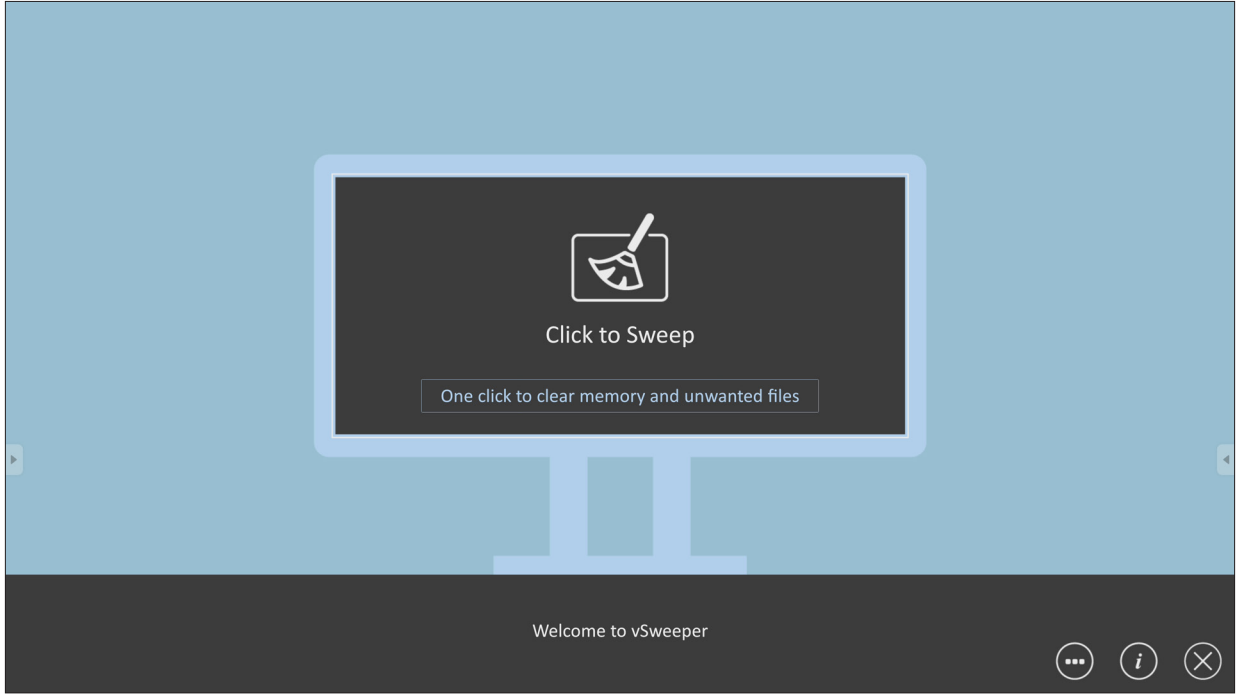 Click to Sweep
One click to clear memory and unwanted files
Welcome to vSweeper
i